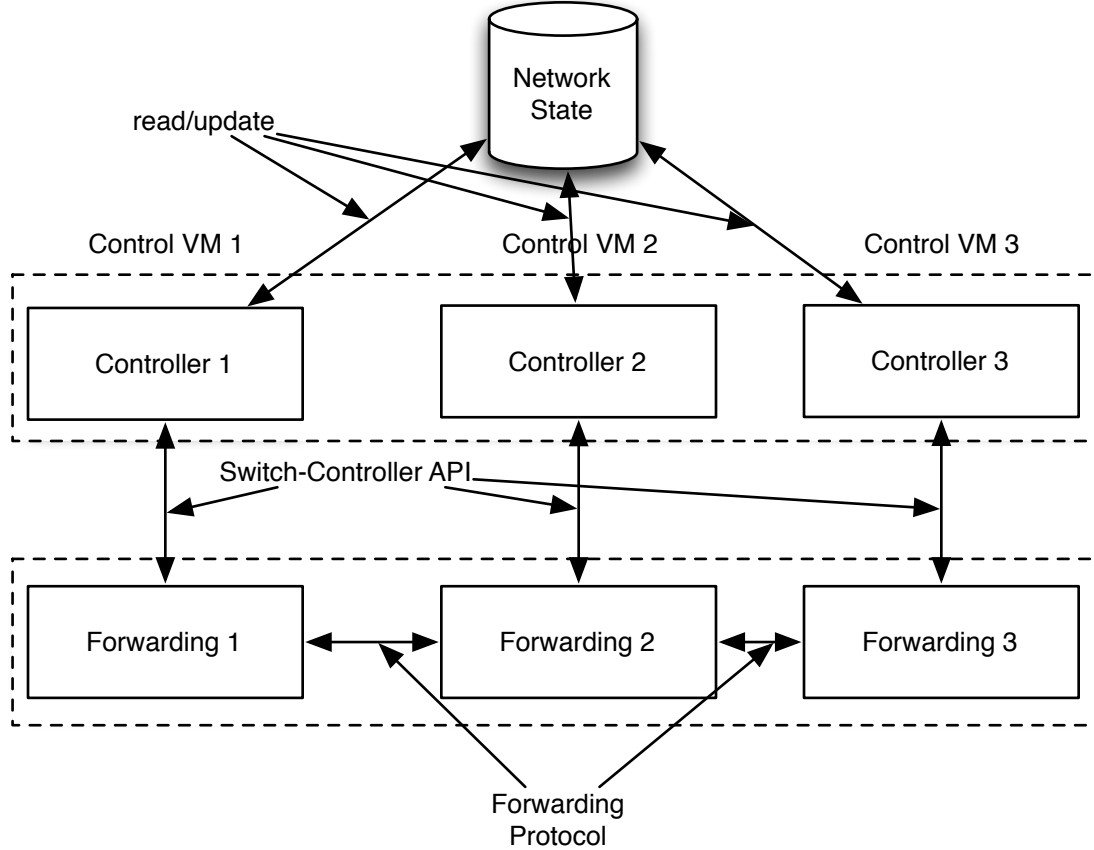 Network
State
read/update
Control VM 1
Control VM 2
Control VM 3
Controller 1
Controller 2
Controller 3
Switch-Controller API
Forwarding 1
Forwarding 2
Forwarding 3
Forwarding
Protocol